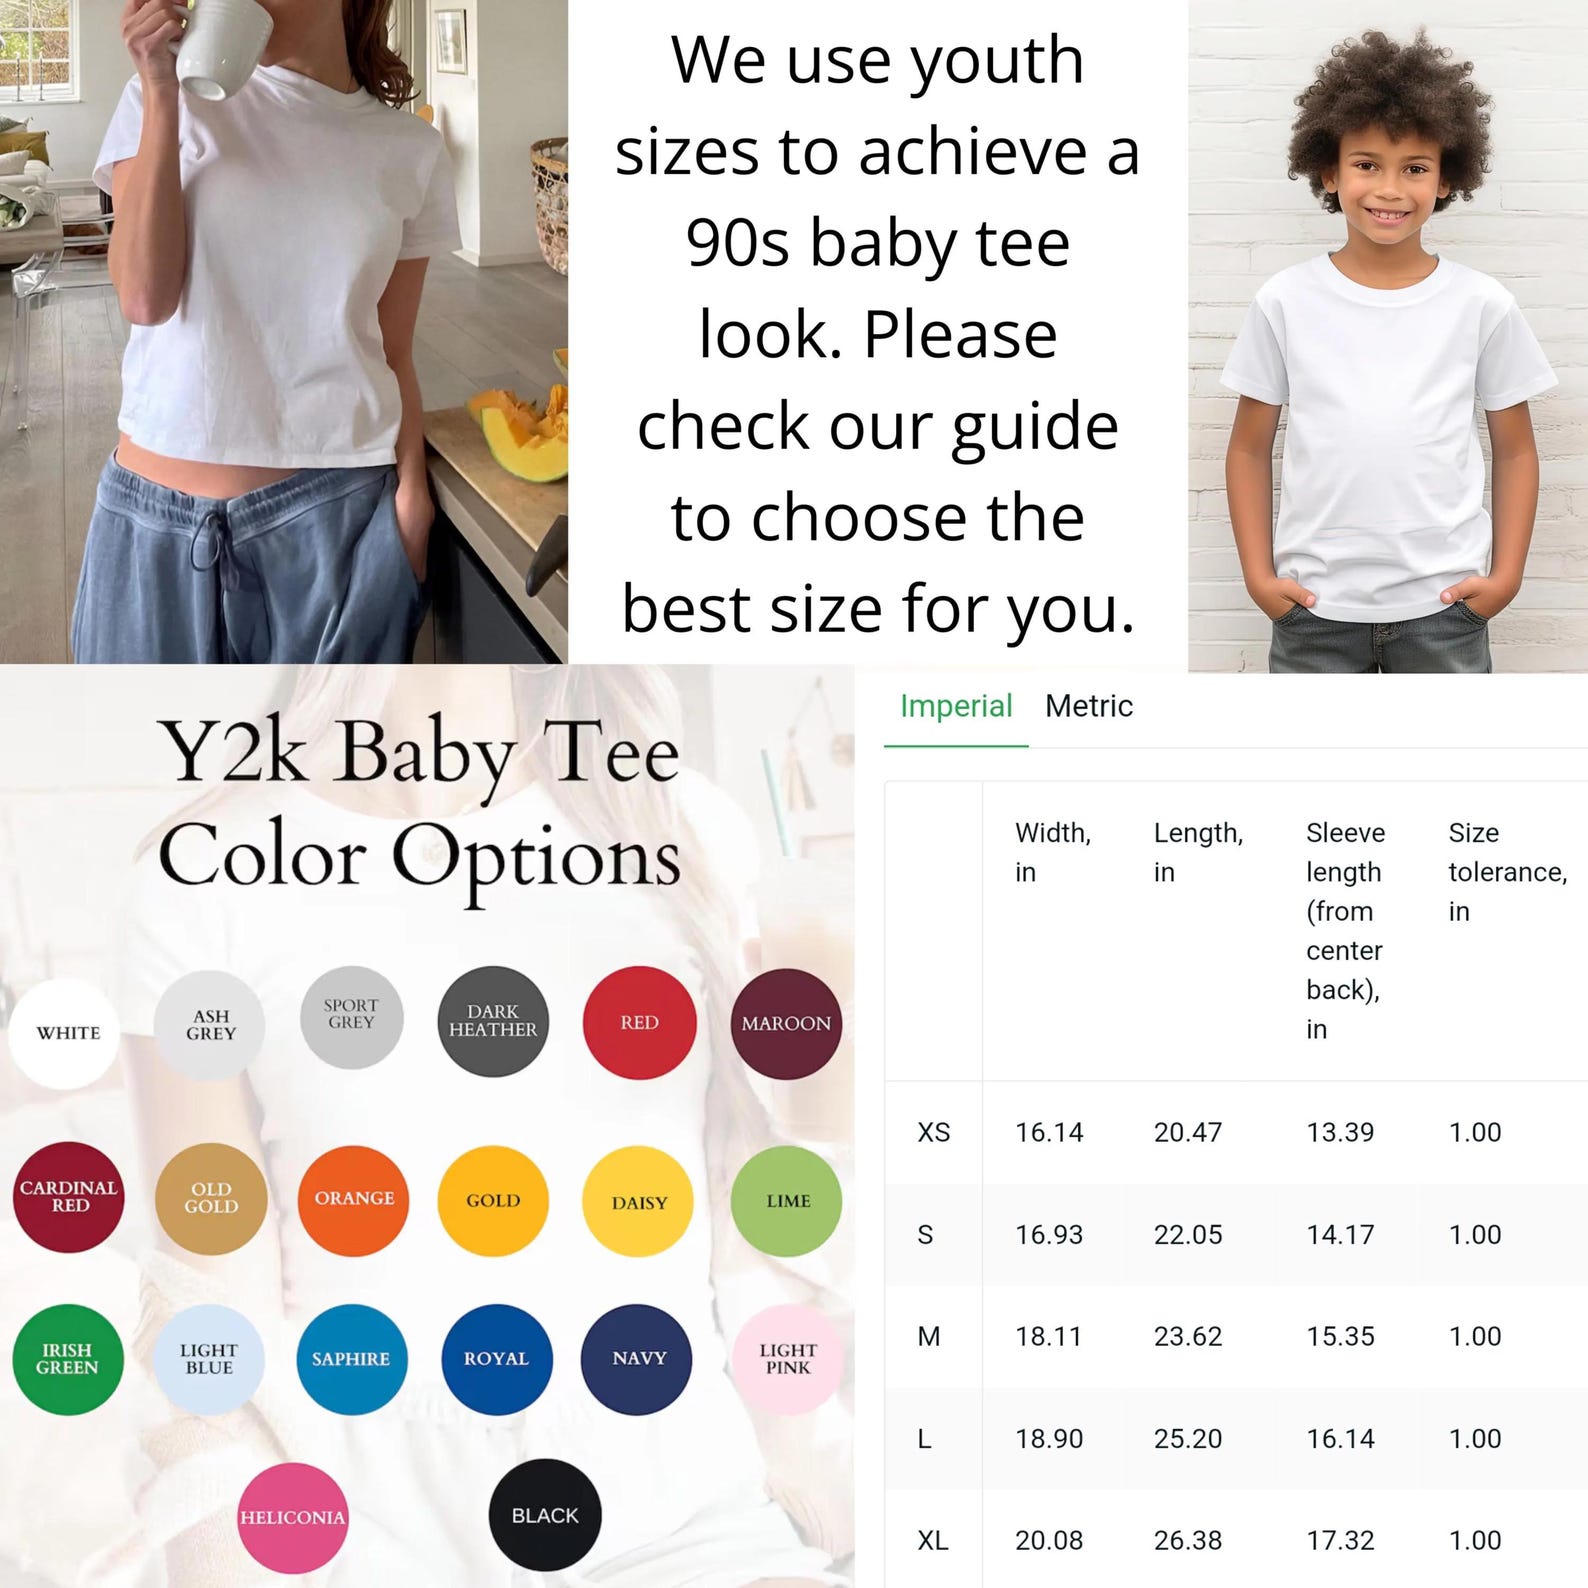 We use youth
sizes to achieve a
90s baby tee
look. Please
check our guide
to choose the
best size for you.
Y2k Baby Tee
Color Options
WHITE
ASH
GREY
SPORT
GREY
DARK
HEATHER
RED
MAROON
CARDINAL
RED
OLD
GOLD
ORANGE
GOLD
DAISY
LIME
IRISH
GREEN
LIGHT
BLUE
SAPHIRE
ROYAL
NAVY
LIGHT
PINK
HELICONIA
BLACK
Imperial Metric
Width,
in
Length,
in
Sleeve
length
(from
center
back),
in
Size
tolerance,
in
XS 16.14 20.47 13.39 1.00
S 16.93 22.05 14.17 1.00
M 18.11 23.62 15.35 1.00
L 18.90 25.20 16.14 1.00
XL 20.08 26.38 17.32 1.00